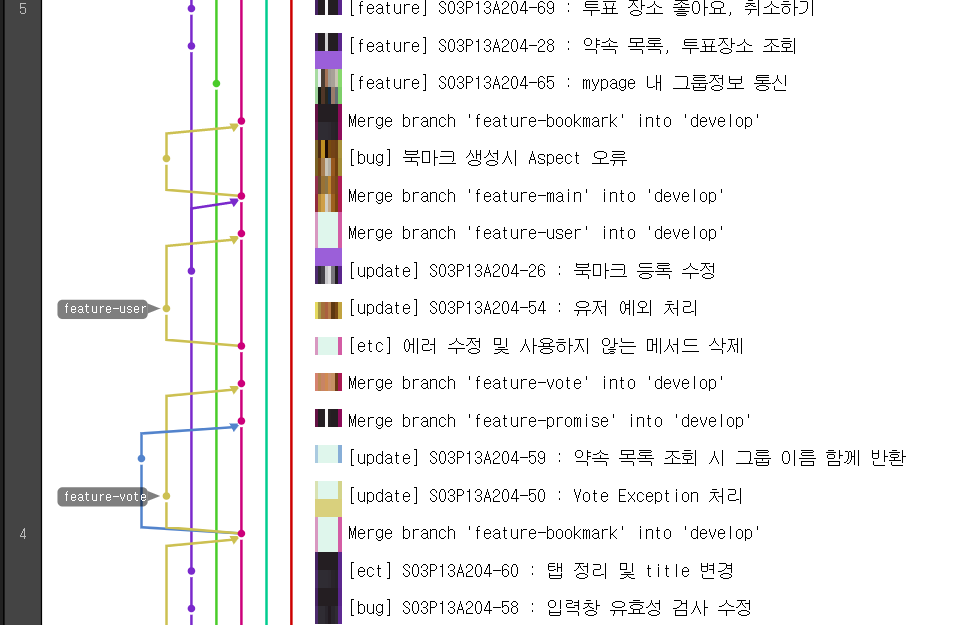 5
[feature] S03P13A204-69 : 투표 장소 좋아요, 취소하기
[feature] S03P13A204-28 : 약속 목록, 투표장소 조회
[feature] S03P13A204-65 : mypage 내 그룹정보 통신
Merge branch 'feature-bookmark' into 'develop'
[bug] 북마크 생성시 Aspect 오류
Merge branch 'feature-main' into 'develop'
Merge branch 'feature-user' into 'develop'
[update] S03P13A204-26 : 북마크 등록 수정
feature-user
[update] S03P13A204-54 : 유저 예외 처리
[etc] 에러 수정 및 사용하지 않는 메서드 삭제
Merge branch 'feature-vote' into 'develop'
Merge branch 'feature-promise' into 'develop'
[update] S03P13A204-59 : 약속 목록 조회 시 그룹 이름 함께 반환
feature-vote
[update] S03P13A204-50 : Vote Exception 처리
4
Merge branch 'feature-bookmark' into 'develop'
[ect] S03P13A204-60 : 탭 정리 및 title 변경
[bug] S03P13A204-58 : 입력창 유효성 검사 수정